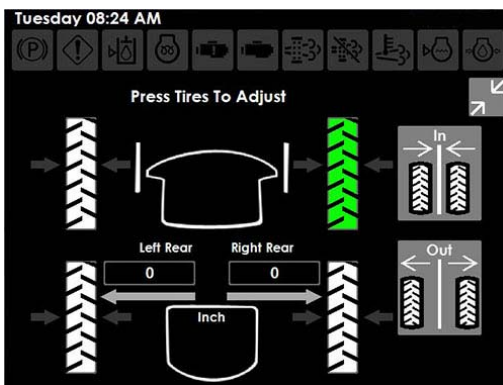 Tuesday 08:24 AM
Press Tires To Adjust
In
Left Rear Right Rear
0 0
Out
Inch